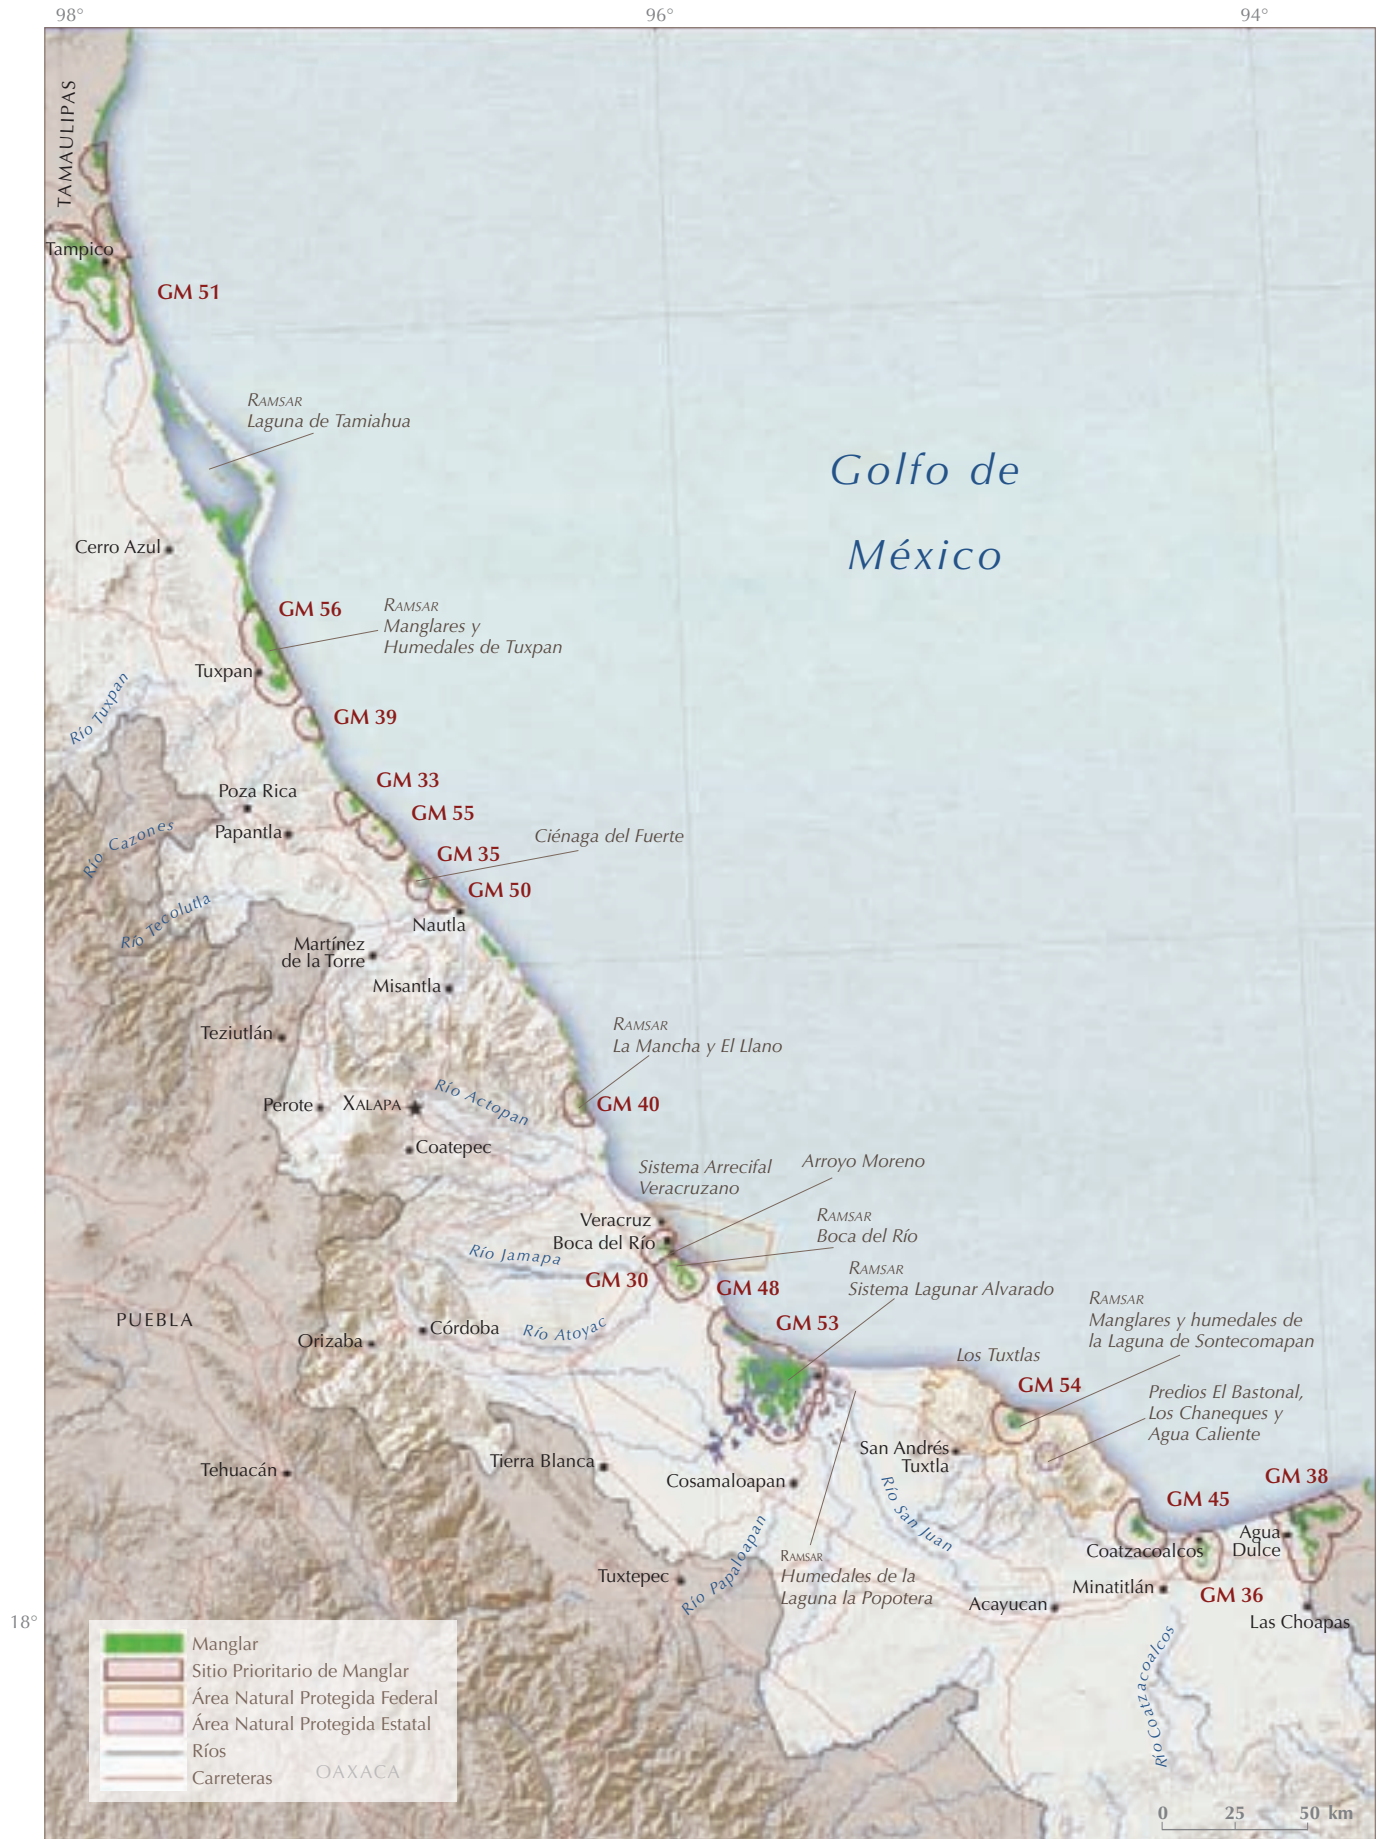 98°
96°
94°
TAMAULIPAS
Tampico
GM 51
RAMSAR
Laguna de Tamiahua
Golfo de
México
Cerro Azul
GM 56
RAMSAR
Manglares y
Humedales de Tuxpan
Tuxpan
Río Tuxpan
GM 39
GM 33
Poza Rica
GM 55
Papantla
Río Cazones
Ciénaga del Fuerte
GM 35
GM 50
Río Tecolutla
Nautla
Martínez
de la Torre
Misantla
Teziutlán
RAMSAR
La Mancha y El Llano
Perote
XALAPA
Río Actopan
GM 40
Coatepec
Sistema Arrecifal
Veracruzano
Arroyo Moreno
Veracruz
RAMSAR
Boca del Río
Boca del Río
Río Jamapa
GM 30
GM 48
RAMSAR
Sistema Lagunar Alvarado
PUEBLA
Orizaba
Córdoba
Río Atoyac
GM 53
RAMSAR
Manglares y humedales de
la Laguna de Sontecomapan
Los Tuxtlas
GM 54
Predios El Bastonal,
Los Chaneques y
Agua Caliente
San Andrés
Tuxtla
Tehuacán
Tierra Blanca
Cosamaloapan
Río San Juan
GM 38
GM 45
Agua
Dulce
Coatzacoalcos
Río Papaloapan
RAMSAR
Humedales de la
Laguna la Popotera
Tuxtepec
Minatitlán
GM 36
Acayucan
Las Choapas
18°
Río Coatzacoalcos
Manglar
Sitio Prioritario de Manglar
Área Natural Protegida Federal
Área Natural Protegida Estatal
Ríos
Carreteras
OAXACA
0 25 50 km